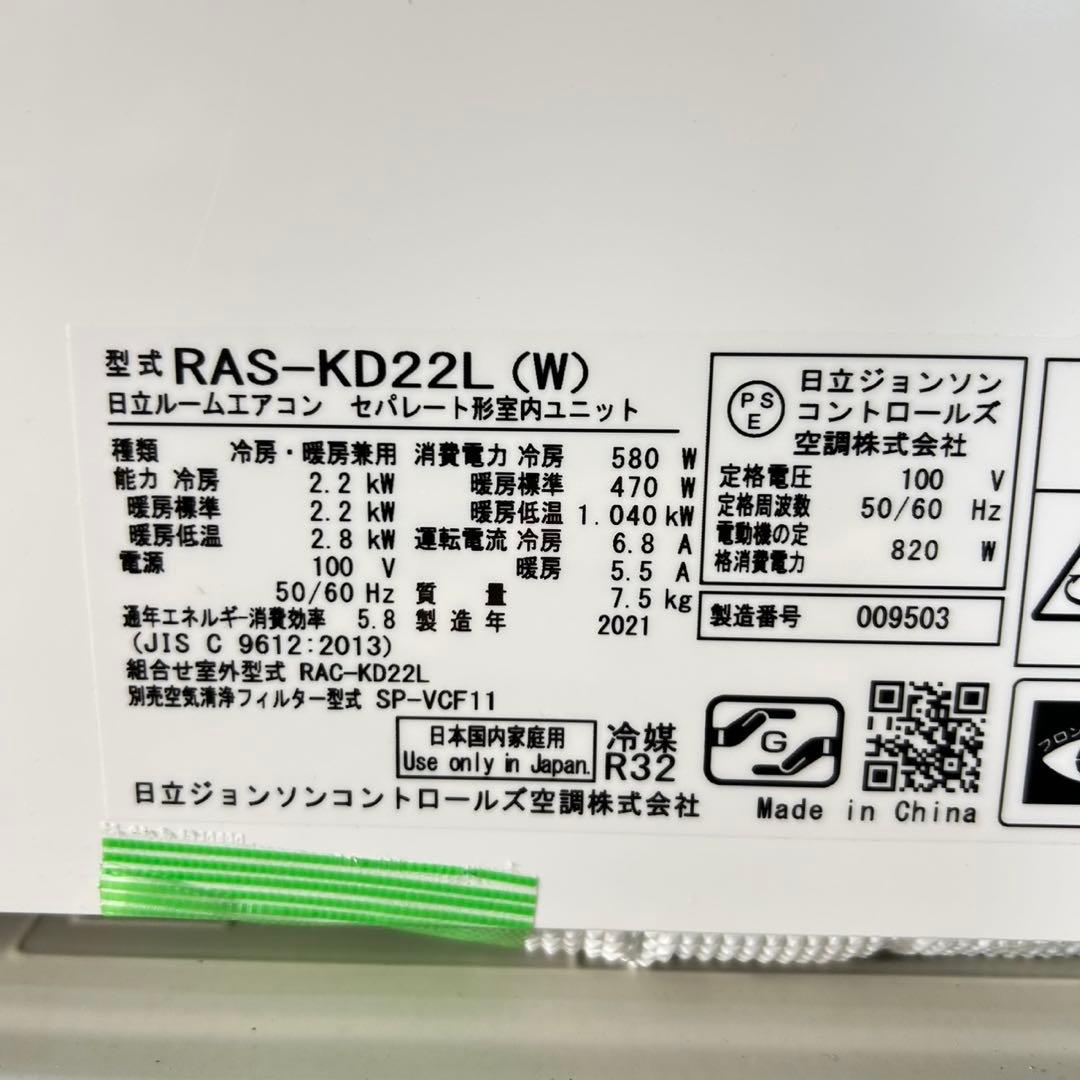 型式 RAS-KD22L (W)
日立ルームエアコン セパレート形室内ユニット
種類 冷房・暖房兼用
能力 冷房 2.2 kW
暖房標準 2.2 kW
暖房低温 2.8 kW
電源 100 V
50/60 Hz
通年エネルギー消費効率 5.8
(JIS C 9612:2013)
組合せ室外型式 RAC-KD22L
別売空気清浄フィルター型式 SP-VCF11
消費電力 冷房 580 W
暖房標準 470 W
暖房低温 1.040 kW
運転電流 冷房 6.8 A
暖房 5.5 A
質量 7.5 kg
製造年 2021
日本国内家庭用
Use only in Japan.
冷媒
R32
日立ジョンソンコントロールズ空調株式会社
PS
E
日立ジョンソン
コントロールズ
空調株式会社
定格電圧 100 V
定格周波数 50/60 Hz
電動機の定
格消費電力 820 W
製造番号 009503
G
Made in China
フロン